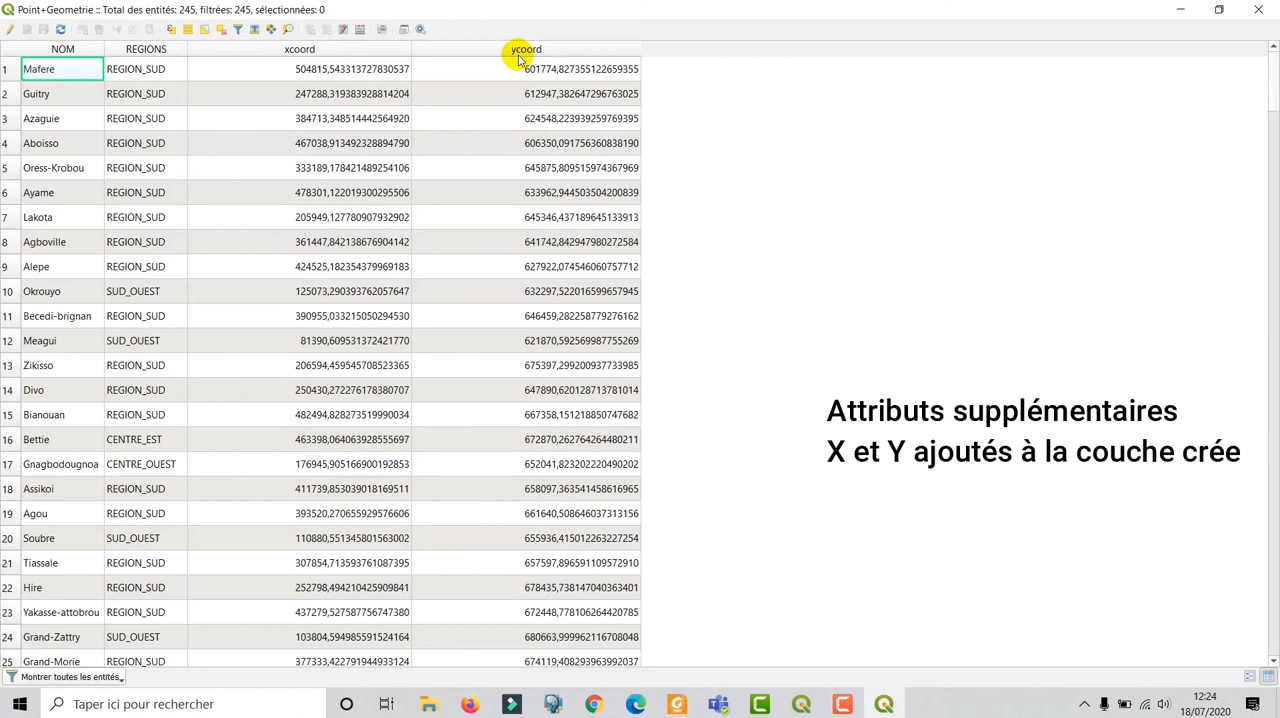 Point+Geometrie :: Total des entités: 245, filtrées: 245, sélectionnées: 0
NOM REGIONS xcoord ycoord
1 Mafere REGION_SUD 504815,543313727830537 601774,827355122659355
2 Guitry REGION_SUD 247288,319383928814204 612947,382647296763025
3 Azaguie REGION_SUD 384713,348514442564920 624548,223939259769395
4 Aboisso REGION_SUD 467038,913492328894790 606350,091756360838190
5 Oress-Krobou REGION_SUD 333189,178421489254106 645875,809515974367969
6 Ayame REGION_SUD 478301,122019300295506 633962,944503504200839
7 Lakota REGION_SUD 205949,127780907932902 645346,437189645133913
8 Agboville REGION_SUD 361447,842138676904142 641742,842947980272584
9 Alepe REGION_SUD 424525,182354379969183 627922,074546060757712
10 Okrouyo SUD_OUEST 125073,290393762057647 632297,522016599657945
11 Becedi-brignan REGION_SUD 390955,033215050294530 646459,282258779276162
12 Meagui SUD_OUEST 81390,609531372421770 621870,592569987755269
13 Zikisso REGION_SUD 206594,459545708523365 675397,299200937733985
14 Divo REGION_SUD 250430,272276178380707 647890,620128713781014
15 Bianouan REGION_SUD 482494,828273519990034 667358,151218850747682
16 Bettie CENTRE_EST 463398,064063928555697 672870,262764264480211
17 Gnagbodougnoa CENTRE_OUEST 176945,905166900192853 652041,823202220490202
18 Assikoi REGION_SUD 411739,853039018169511 658097,363541458616965
19 Agou REGION_SUD 393520,270655929576606 661640,508646037313156
20 Soubre SUD_OUEST 110880,551345801563002 655936,415012263227254
21 Tiassale REGION_SUD 307854,713593761087395 657597,896591109572910
22 Hire REGION_SUD 252798,494210425909841 678435,738147040363401
23 Yakasse-attobrou REGION_SUD 437279,527587756747380 672448,778106264420785
24 Grand-Zattry SUD_OUEST 103804,594985591524164 680663,999962116708048
25 Grand-Morie REGION_SUD 377333,422791944933124 674119,408293963992037
Attributs supplémentaires
X et Y ajoutés à la couche crée
Montrer toutes les entités
Taper ici pour rechercher
12:24
18/07/2020